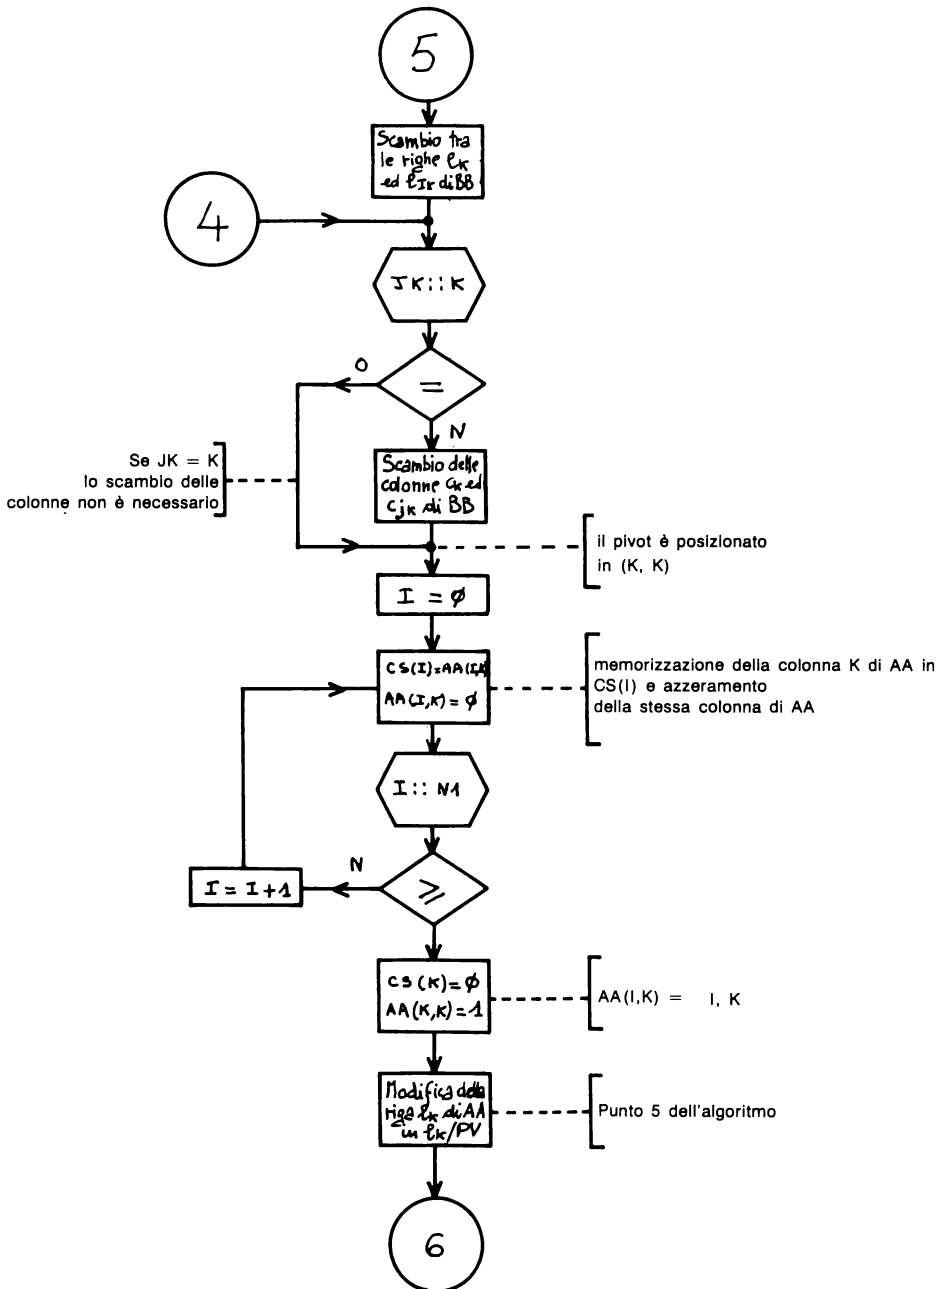 5
Scambio tra
le righe ℓK
ed ℓIK di BB
4
JK::K
O
=
N
Se JK = K
lo scambio delle
colonne non è necessario
Scambio delle
colonne CK ed
CJK di BB
il pivot è posizionato
in (K, K)
I = φ
CS(I)=AA(I,K)
AA(I,K)=φ
memorizzazione della colonna K di AA in
CS(I) e azzeramento
della stessa colonna di AA
I::N1
N
I=I+1
⩾
CS(K)=φ
AA(K,K)=1
AA(I,K) = I, K
Modifica della
riga ℓK di AA
in ℓK/PV
Punto 5 dell'algoritmo
6